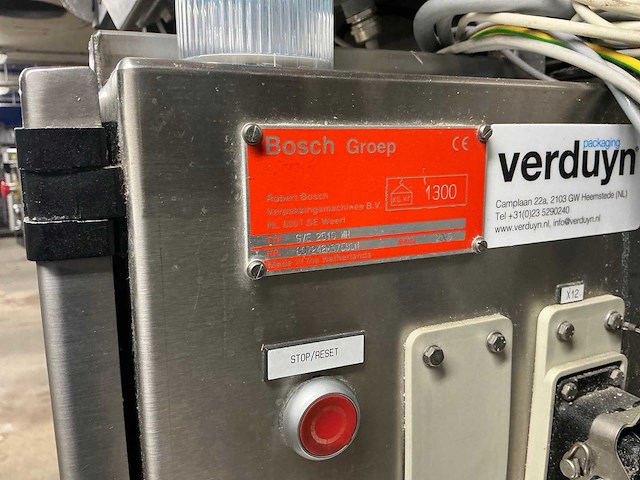 Bosch Groep
CE
KG.NT 1300
Robert Bosch
Verpakkingsmachines B.V.
NL 6001 SE Weert
SVE 2510 WH
Made in the Netherlands
packaging
verduyn
Camplaan 22a, 2103 GW Heemstede (NL)
Tel +31(0)23 5290240
www.verduyn.nl, info@verduyn.nl
X12
STOP/RESET